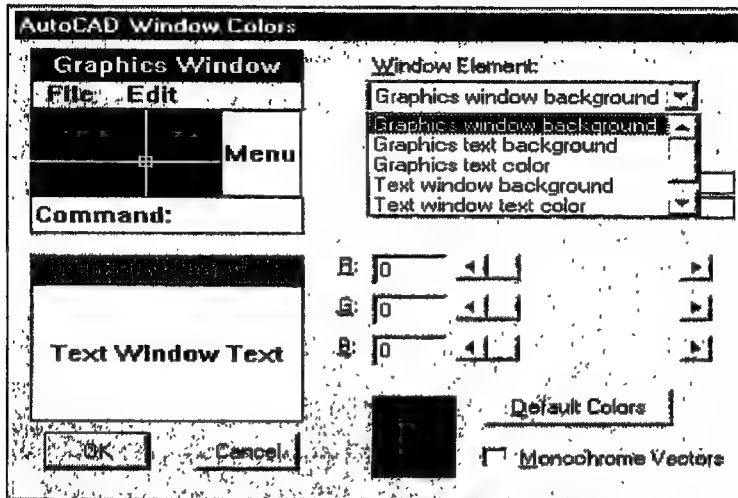 AutoCAD Window Colors
Graphics Window
File Edit
Menu
Command:
Text Window Text
OK
Cancel
Window Element:
Graphics window background
Graphics window background
Graphics text background
Graphics text color
Text window background
Text window text color
R: 0
G: 0
B: 0
Default Colors
Monochrome Vectors